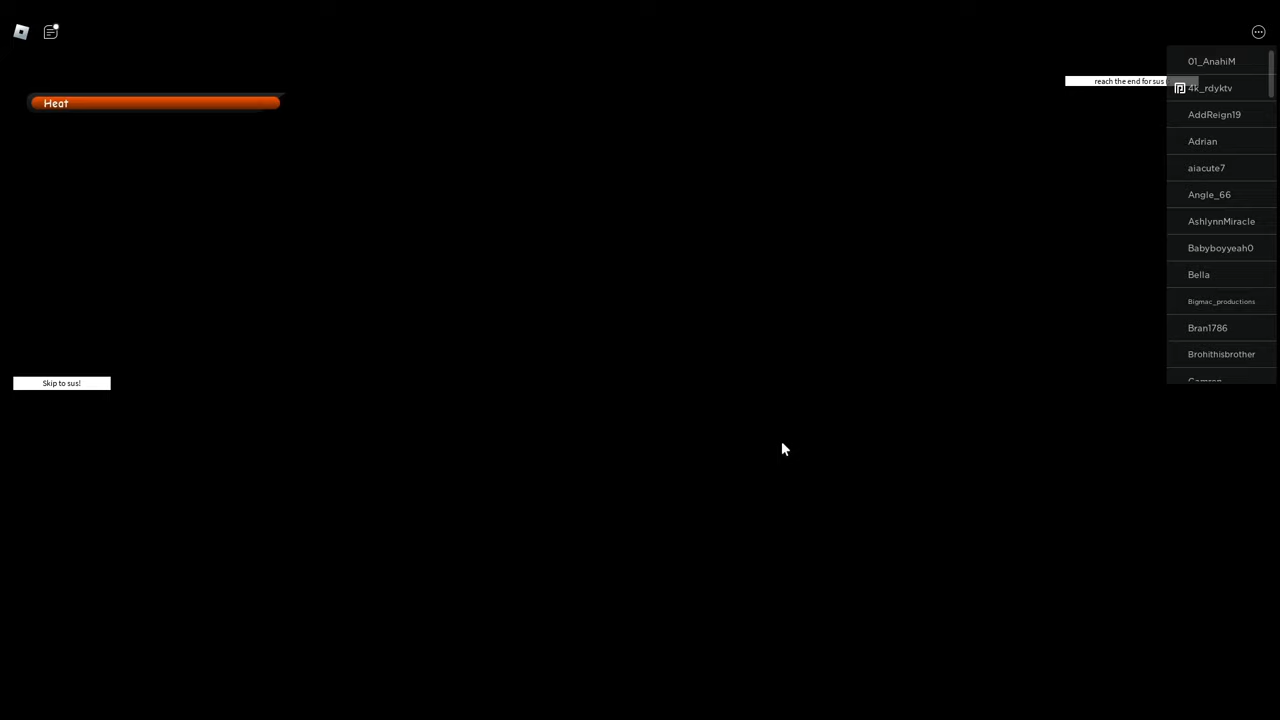 01_AnahiM
reach the end for sus
4k_rdyktv
Heat
AddReign19
Adrian
aiacute7
Angle_66
AshlynnMiracle
Babyboyyeah0
Bella
Bigmac_productions
Bran1786
Brohithisbrother
Skip to sus!